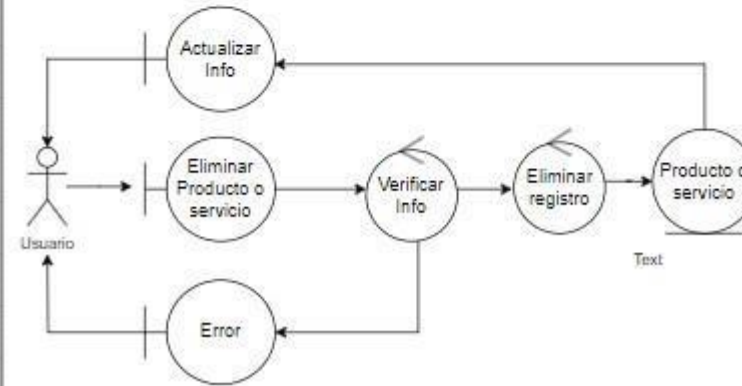 Actualizar
Info
Eliminar
Producto o
servicio
Verificar
Info
Eliminar
registro
Producto o
servicio
Usuario
Text
Error